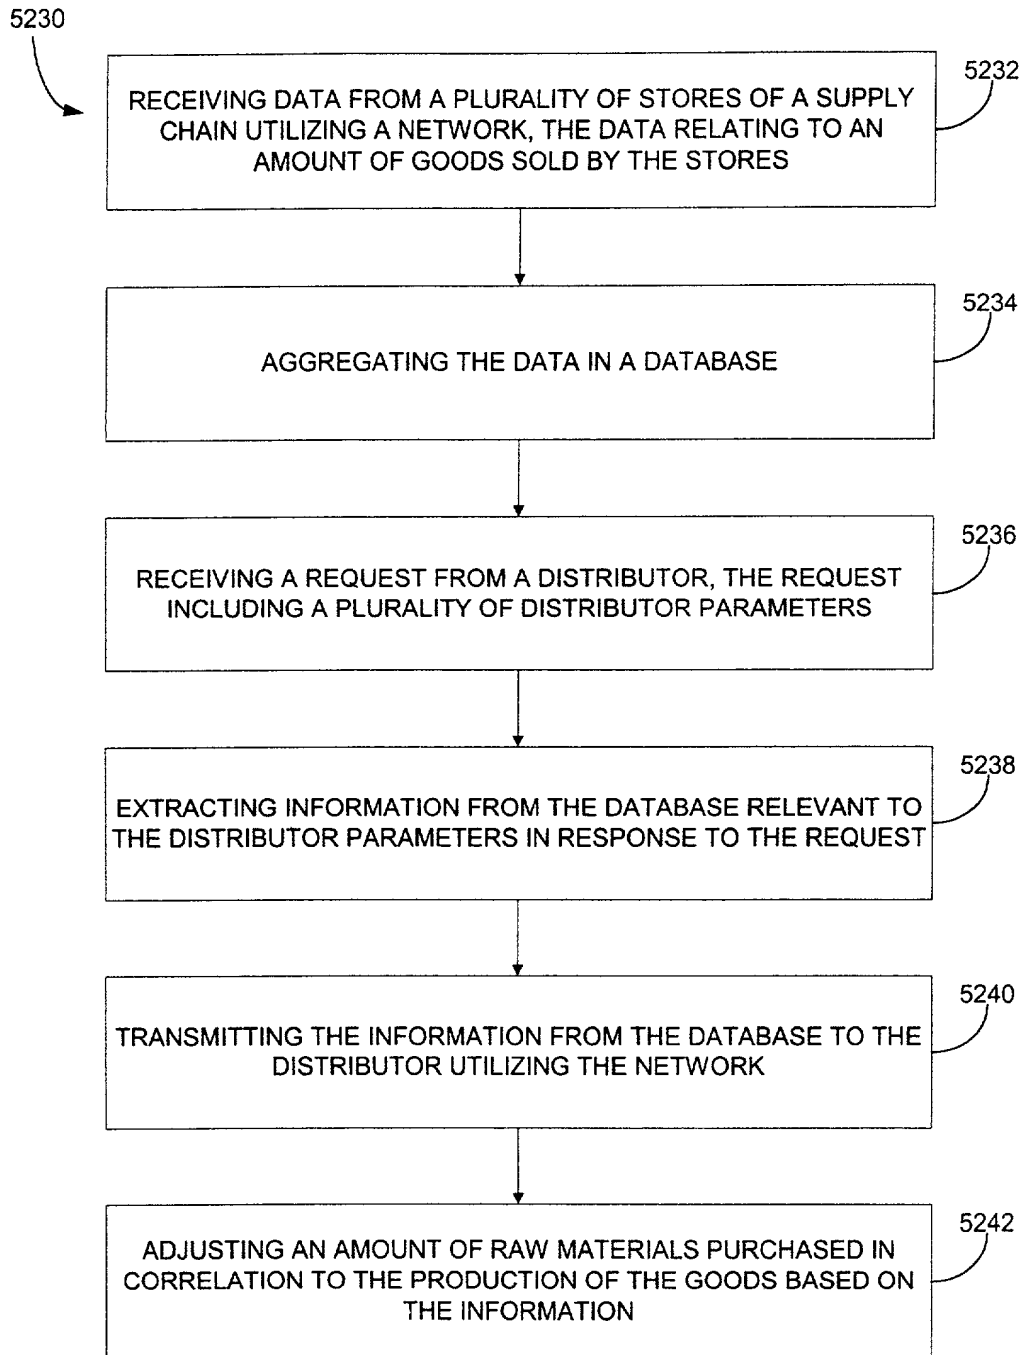 5230
5232
RECEIVING DATA FROM A PLURALITY OF STORES OF A SUPPLY
CHAIN UTILIZING A NETWORK, THE DATA RELATING TO AN
AMOUNT OF GOODS SOLD BY THE STORES
5234
AGGREGATING THE DATA IN A DATABASE
5236
RECEIVING A REQUEST FROM A DISTRIBUTOR, THE REQUEST
INCLUDING A PLURALITY OF DISTRIBUTOR PARAMETERS
5238
EXTRACTING INFORMATION FROM THE DATABASE RELEVANT TO
THE DISTRIBUTOR PARAMETERS IN RESPONSE TO THE REQUEST
5240
TRANSMITTING THE INFORMATION FROM THE DATABASE TO THE
DISTRIBUTOR UTILIZING THE NETWORK
5242
ADJUSTING AN AMOUNT OF RAW MATERIALS PURCHASED IN
CORRELATION TO THE PRODUCTION OF THE GOODS BASED ON
THE INFORMATION